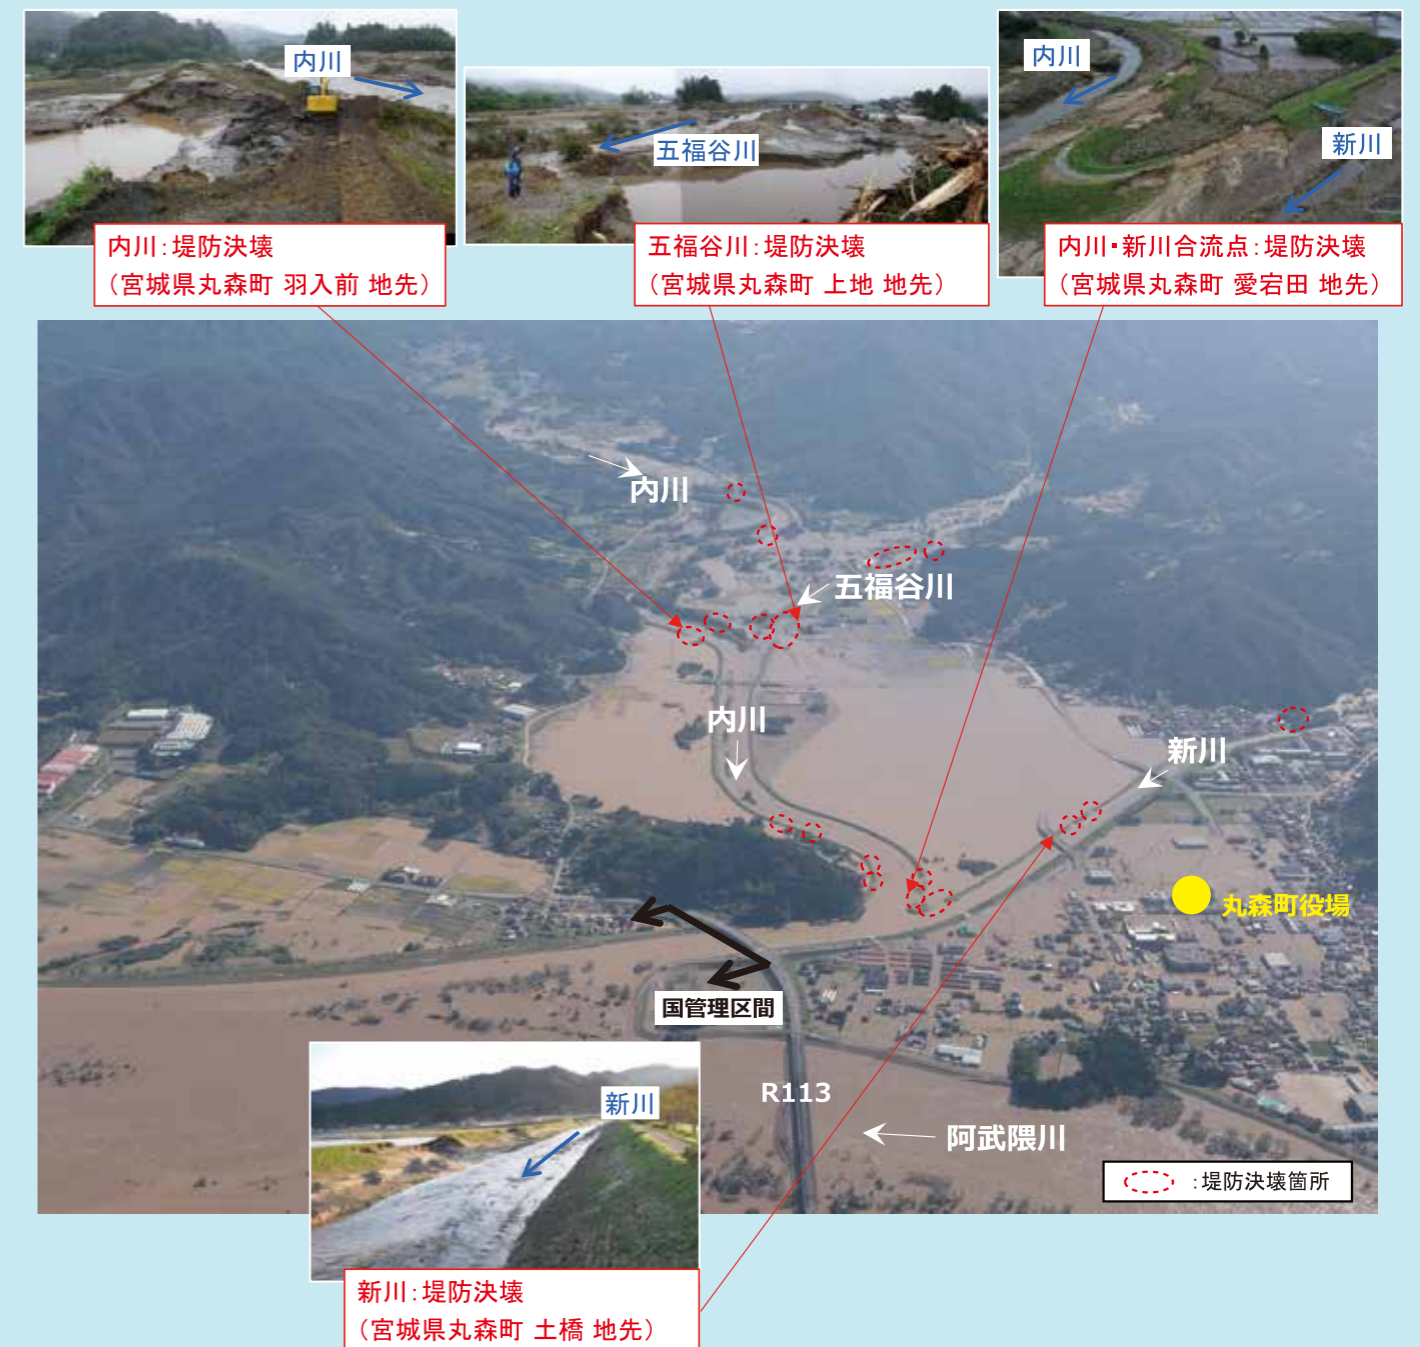 内川
五福谷川
内川
新川
内川：堤防決壊
（宮城県丸森町 羽入前 地先）
五福谷川：堤防決壊
（宮城県丸森町 上地 地先）
内川・新川合流点：堤防決壊
（宮城県丸森町 愛宕田 地先）
内川
五福谷川
内川
新川
丸森町役場
国管理区間
R113
阿武隈川
：堤防決壊箇所
新川
新川：堤防決壊
（宮城県丸森町 土橋 地先）